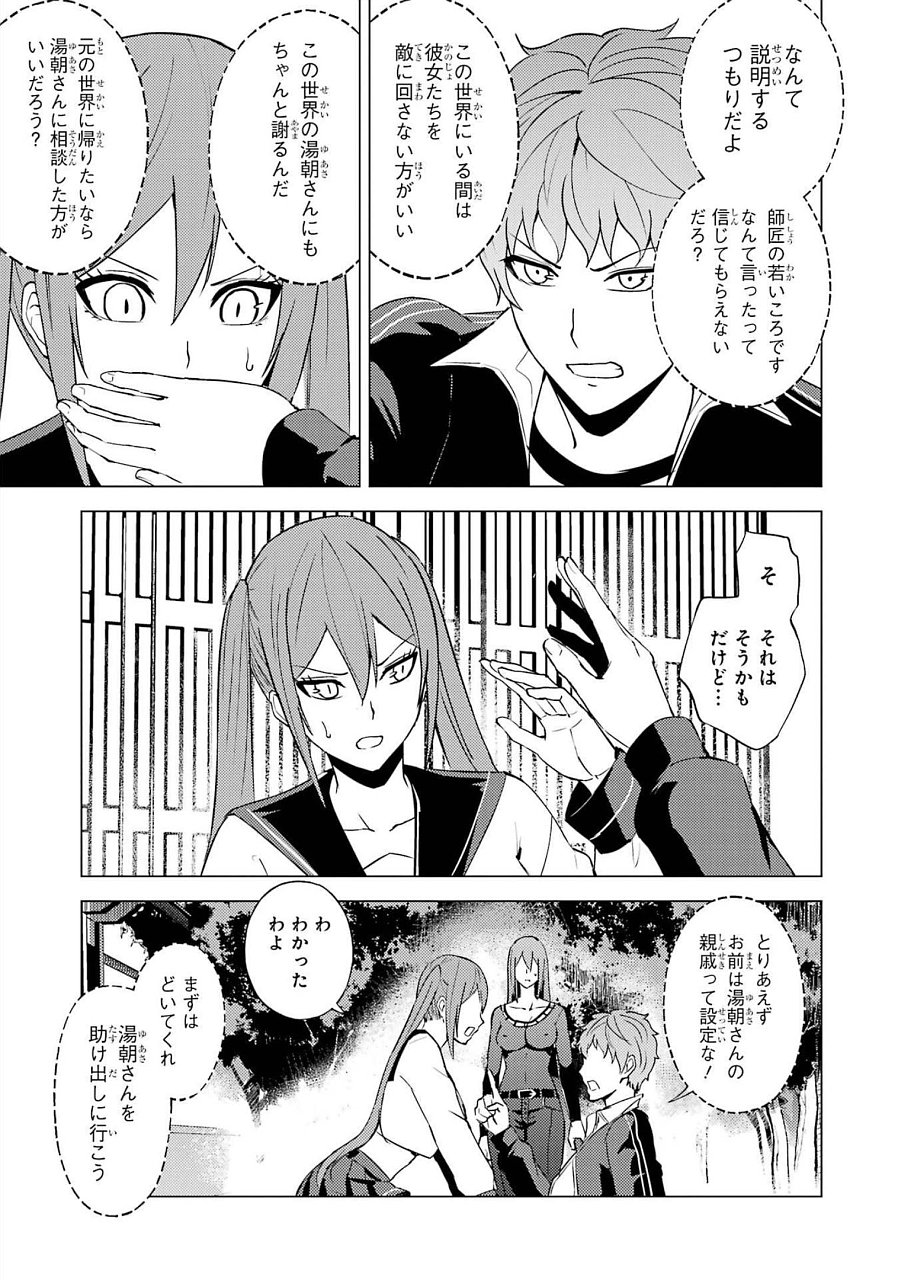 なんて
説明する
つもりだよ
師匠の若いころです
なんて言ったって
信じてもらえない
だろ？
この世界にいる間は
彼女たちを
敵に回さない方がいい
この世界の湯朝さんにも
ちゃんと謝るんだ
元の世界に帰りたいなら
湯朝さんに相談した方が
いいだろう？
そ
それは
そうかも
だけど…
とりあえず
お前は湯朝さんの
親戚って設定な！
わ
わかった
わよ
まずは
どいてくれ
湯朝さんを
助け出しに行こう